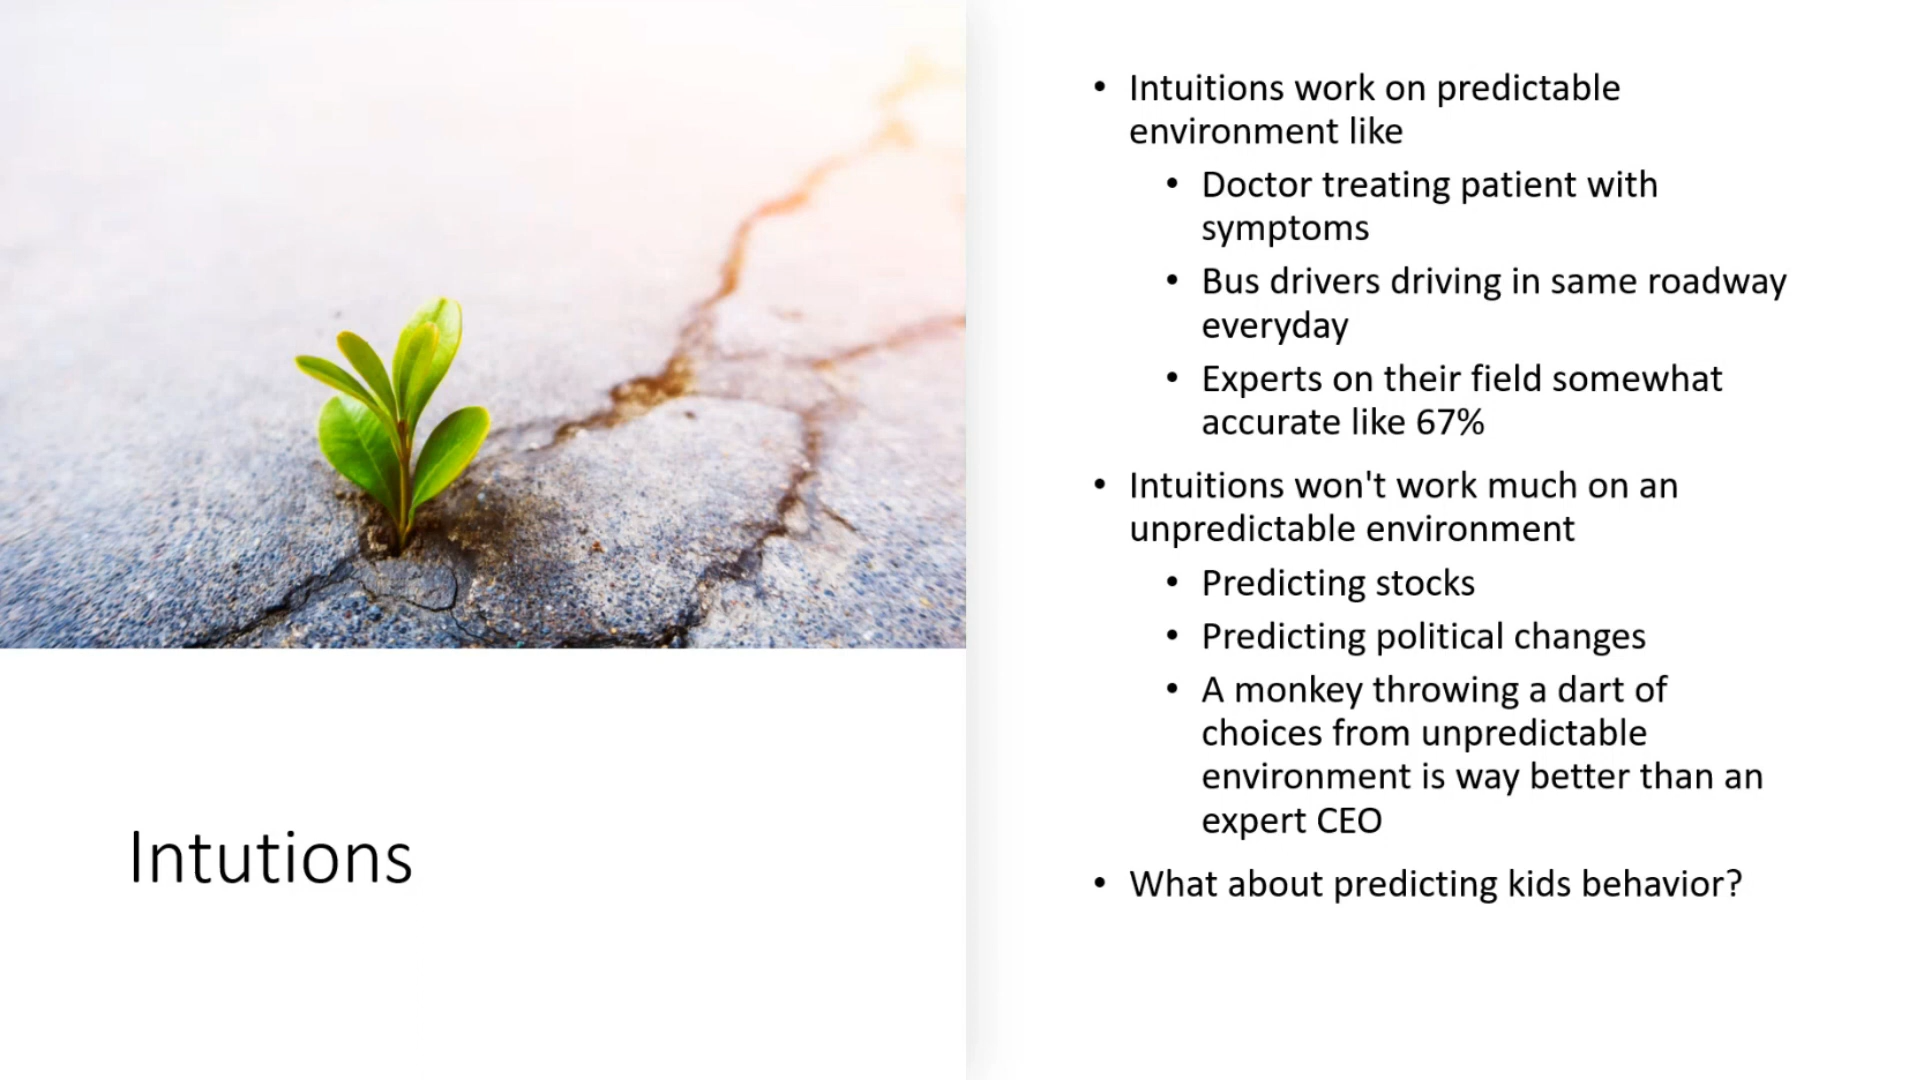 Intutions
• Intuitions work on predictable
environment like
• Doctor treating patient with
symptoms
• Bus drivers driving in same roadway
everyday
• Experts on their field somewhat
accurate like 67%
• Intuitions won't work much on an
unpredictable environment
• Predicting stocks
• Predicting political changes
• A monkey throwing a dart of
choices from unpredictable
environment is way better than an
expert CEO
• What about predicting kids behavior?